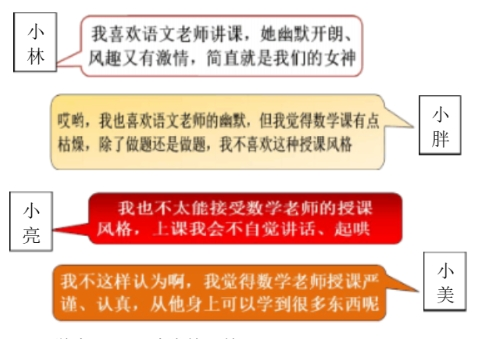 小
林
我喜欢语文老师讲课，她幽默开朗、
风趣又有激情，简直就是我们的女神
哎哟，我也喜欢语文老师的幽默，但我觉得数学课有点
枯燥，除了做题还是做题，我不喜欢这种授课风格
小
胖
小
亮
我也不太能接受数学老师的授课
风格，上课我会不自觉讲话、起哄
我不这样认为啊，我觉得数学老师授课严
谨、认真，从他身上可以学到很多东西呢
小
美